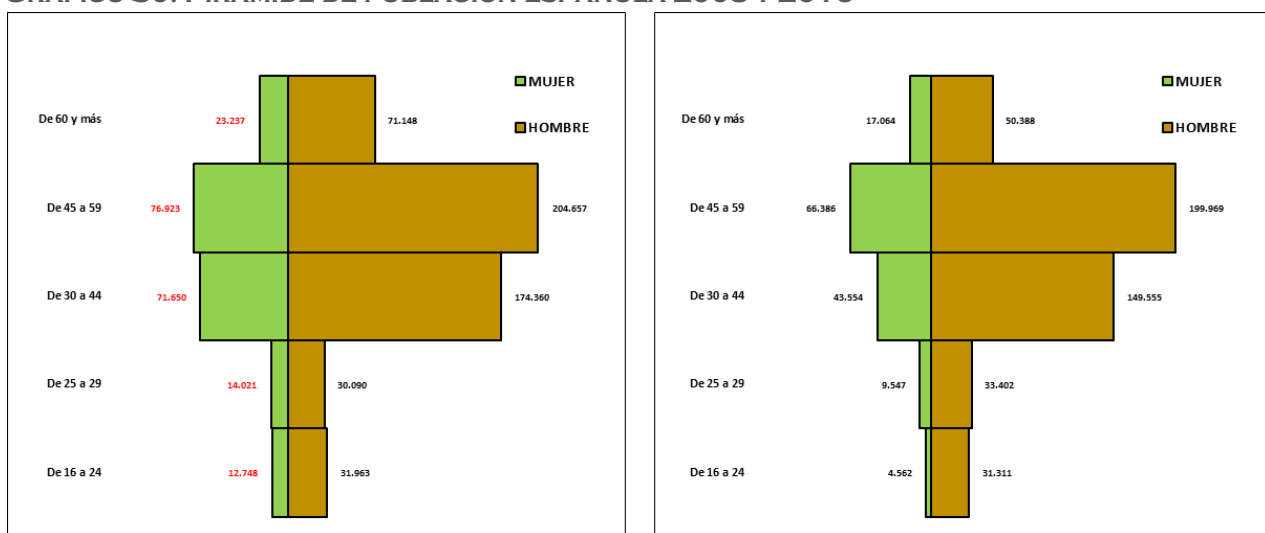 MUJER
HOMBRE
De 60 y más 23.237 71.148
De 45 a 59 76.923 204.657
De 30 a 44 71.650 174.360
De 25 a 29 14.021 30.090
De 16 a 24 12.748 31.963
MUJER
HOMBRE
De 60 y más 17.064 50.388
De 45 a 59 66.386 199.969
De 30 a 44 43.554 149.555
De 25 a 29 9.547 33.402
De 16 a 24 4.562 31.311